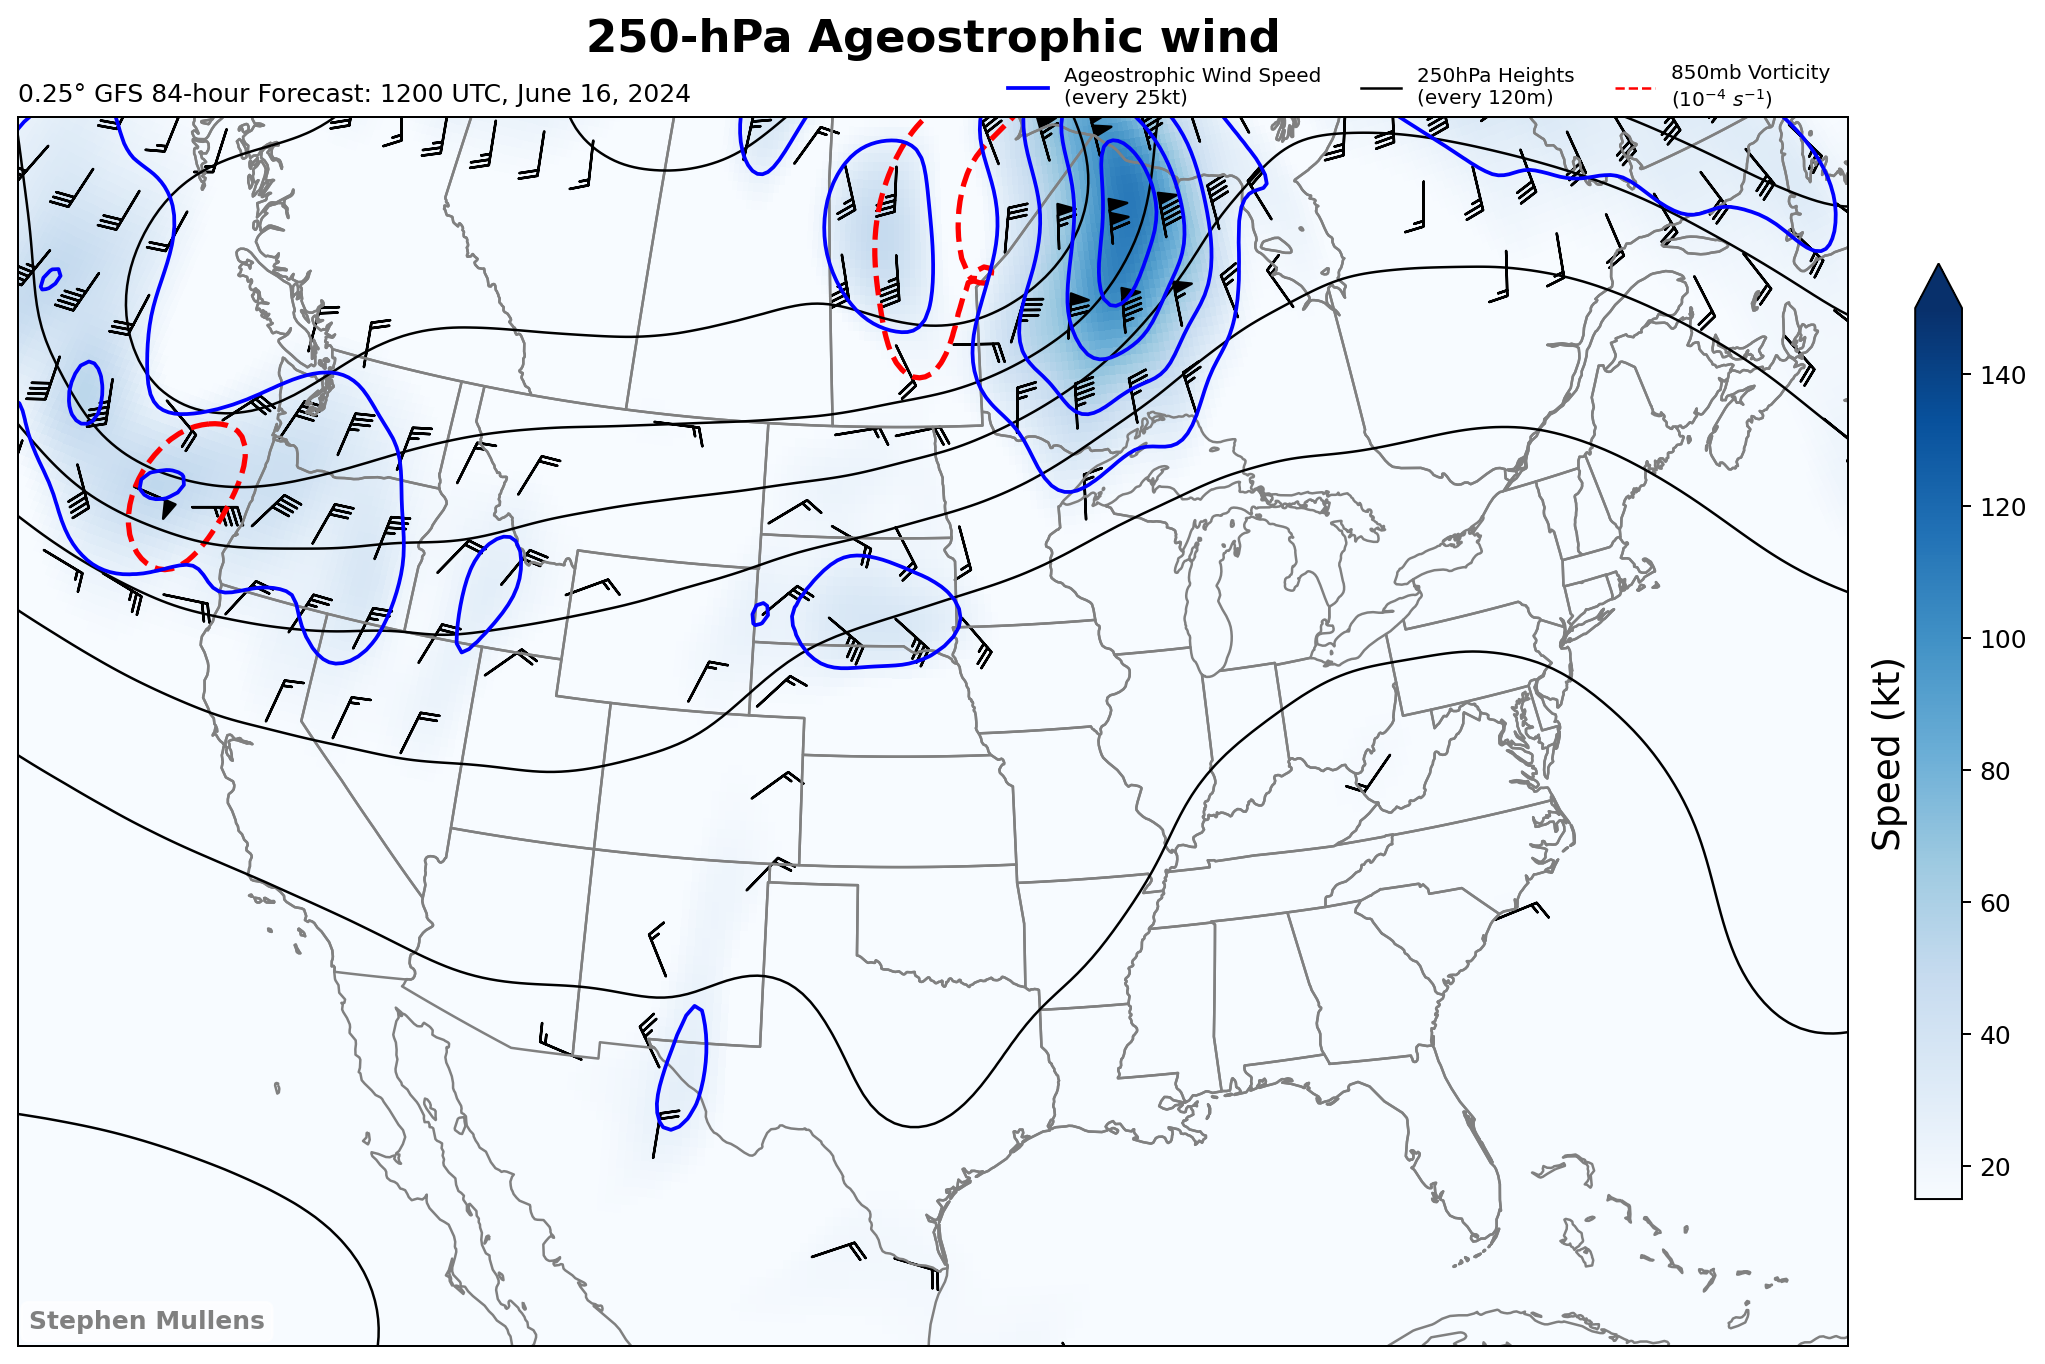 250-hPa Ageostrophic wind
0.25° GFS 84-hour Forecast: 1200 UTC, June 16, 2024
Ageostrophic Wind Speed
(every 25kt)
250hPa Heights
(every 120m)
850mb Vorticity
(10⁻⁴ s⁻¹)
140
120
100
80
60
40
20
Speed (kt)
Stephen Mullens